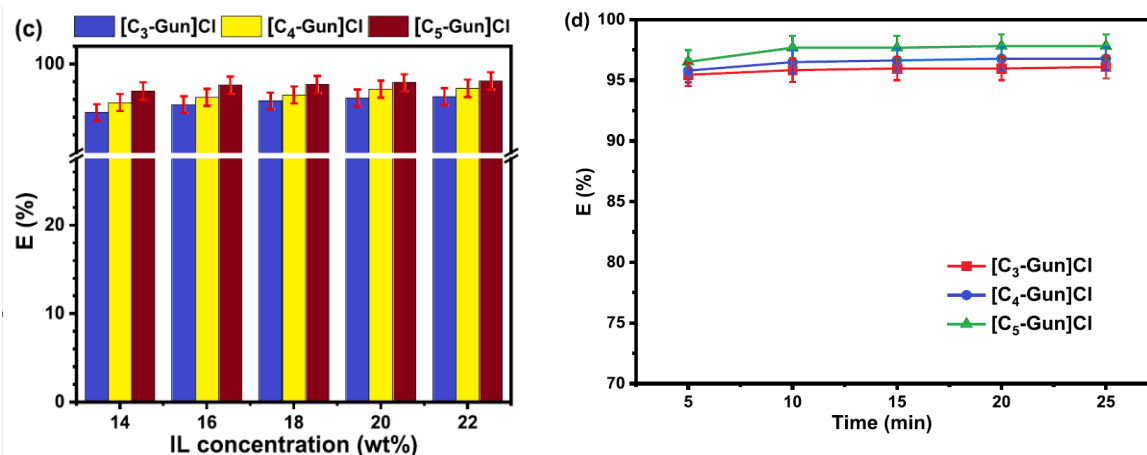 (c)
[C₃-Gun]Cl [C₄-Gun]Cl [C₅-Gun]Cl
100
20
10
0
E (%)
14 16 18 20 22
IL concentration (wt%)
(d)
100
95
90
85
80
75
70
E (%)
[C₃-Gun]Cl
[C₄-Gun]Cl
[C₅-Gun]Cl
5 10 15 20 25
Time (min)